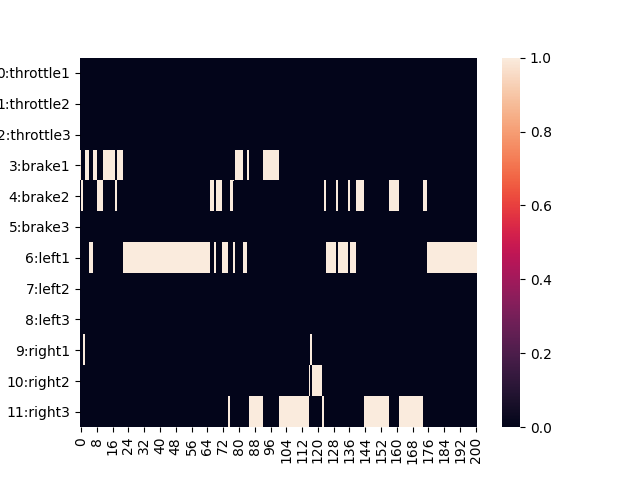 0:throttle1
1:throttle2
2:throttle3
3:brake1
4:brake2
5:brake3
6:left1
7:left2
8:left3
9:right1
10:right2
11:right3
0 8 16 24 32 40 48 56 64 72 80 88 96 104 112 120 128 136 144 152 160 168 176 184 192 200
1.0
0.8
0.6
0.4
0.2
0.0